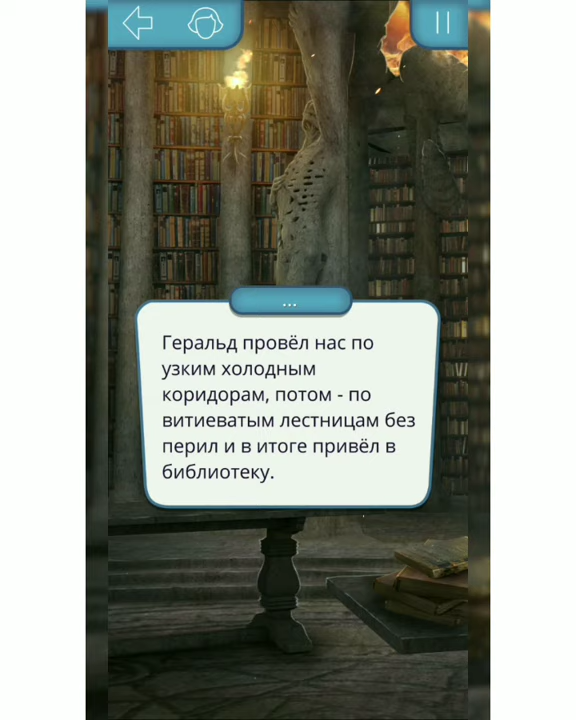 ...
Геральд провёл нас по
узким холодным
коридорам, потом - по
витиеватым лестницам без
перил и в итоге привёл в
библиотеку.